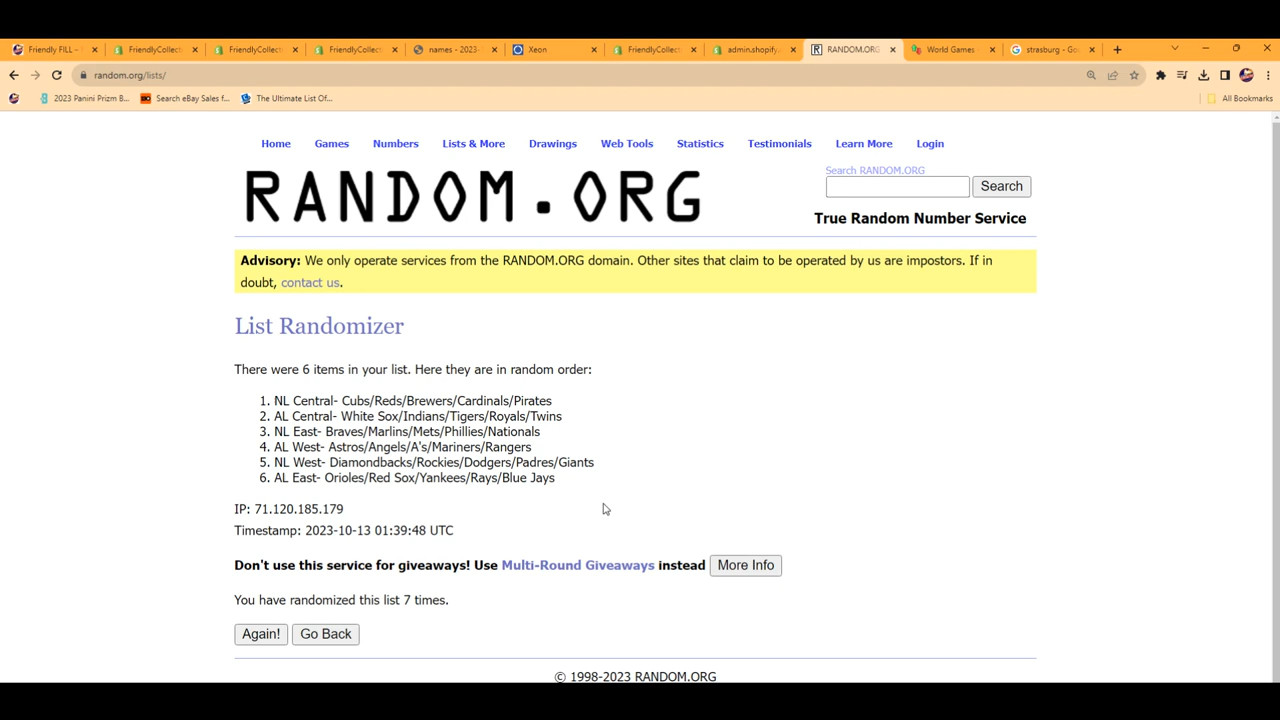 Friendly FILL -
FriendlyCollect
FriendlyCollect
FriendlyCollect
names - 2023-
Xeon
FriendlyCollect
admin.shopify
RANDOM.ORG
World Games
strasburg - Goo
random.org/lists/
2023 Panini Prizm B...
Search eBay Sales f...
The Ultimate List Of...
All Bookmarks
Home Games Numbers Lists & More Drawings Web Tools Statistics Testimonials Learn More Login
RANDOM.ORG
Search RANDOM.ORG
Search
True Random Number Service
Advisory: We only operate services from the RANDOM.ORG domain. Other sites that claim to be operated by us are impostors. If in
doubt, contact us.
List Randomizer
There were 6 items in your list. Here they are in random order:
1. NL Central- Cubs/Reds/Brewers/Cardinals/Pirates
2. AL Central- White Sox/Indians/Tigers/Royals/Twins
3. NL East- Braves/Marlins/Mets/Phillies/Nationals
4. AL West- Astros/Angels/A's/Mariners/Rangers
5. NL West- Diamondbacks/Rockies/Dodgers/Padres/Giants
6. AL East- Orioles/Red Sox/Yankees/Rays/Blue Jays
IP: 71.120.185.179
Timestamp: 2023-10-13 01:39:48 UTC
Don't use this service for giveaways! Use Multi-Round Giveaways instead More Info
You have randomized this list 7 times.
Again! Go Back
© 1998-2023 RANDOM.ORG